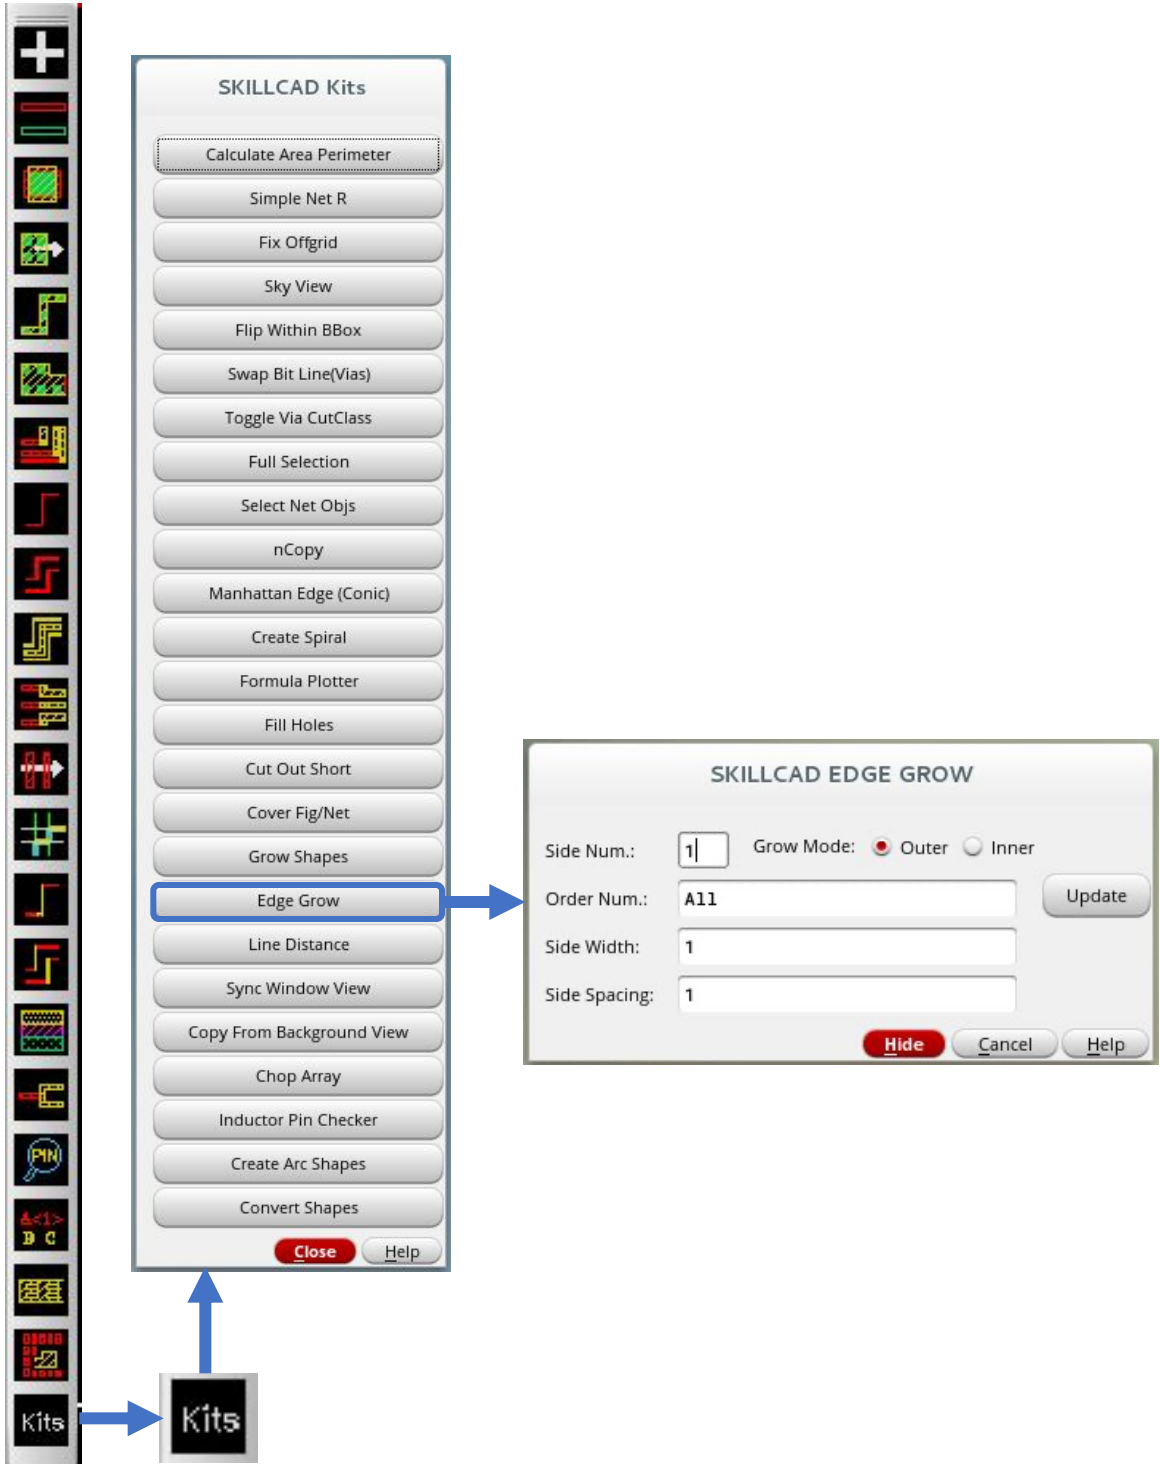 SKILLCAD Kits
Calculate Area Perimeter
Simple Net R
Fix Offgrid
Sky View
Flip Within BBox
Swap Bit Line(Vias)
Toggle Via CutClass
Full Selection
Select Net Objs
nCopy
Manhattan Edge (Conic)
Create Spiral
Formula Plotter
Fill Holes
Cut Out Short
Cover Fig/Net
Grow Shapes
Edge Grow
Line Distance
Sync Window View
Copy From Background View
Chop Array
Inductor Pin Checker
Create Arc Shapes
Convert Shapes
Close Help
SKILLCAD EDGE GROW
Side Num.: 1 Grow Mode: Outer Inner
Order Num.: All Update
Side Width: 1
Side Spacing: 1
Hide Cancel Help
PIN
A<1>
B C
Kits
Kits